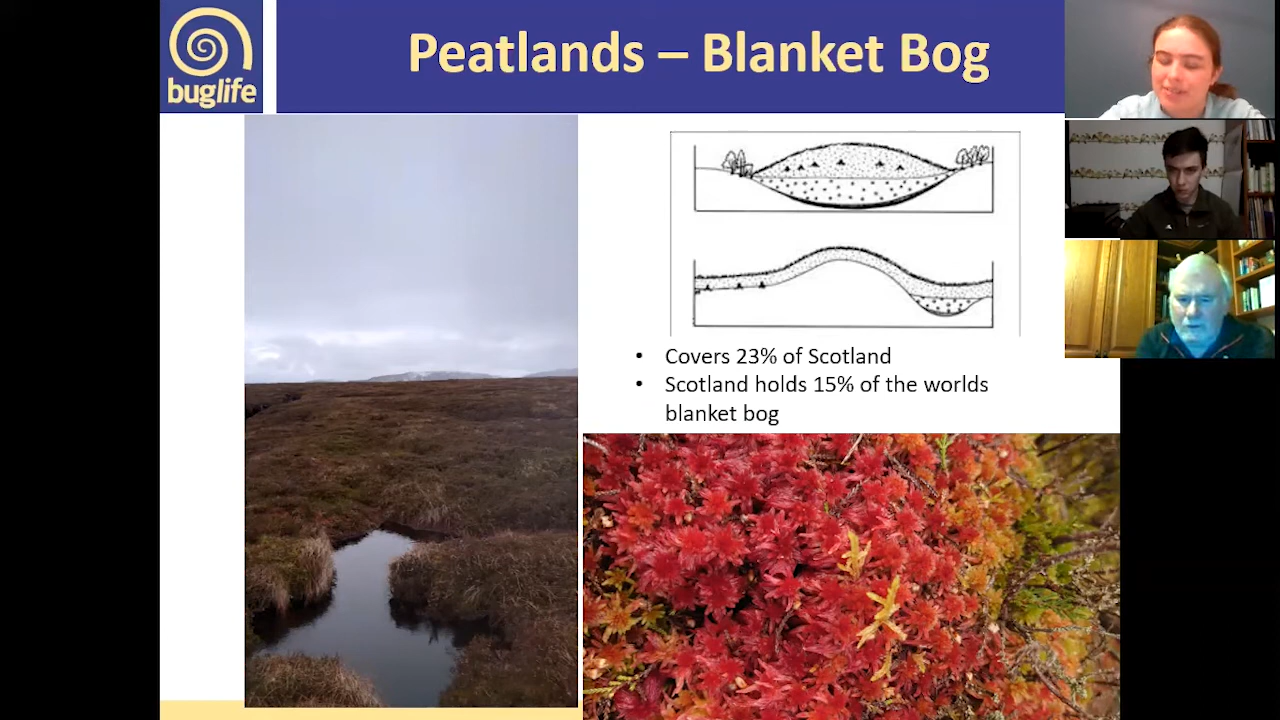 buglife
Peatlands – Blanket Bog
• Covers 23% of Scotland
• Scotland holds 15% of the worlds
blanket bog